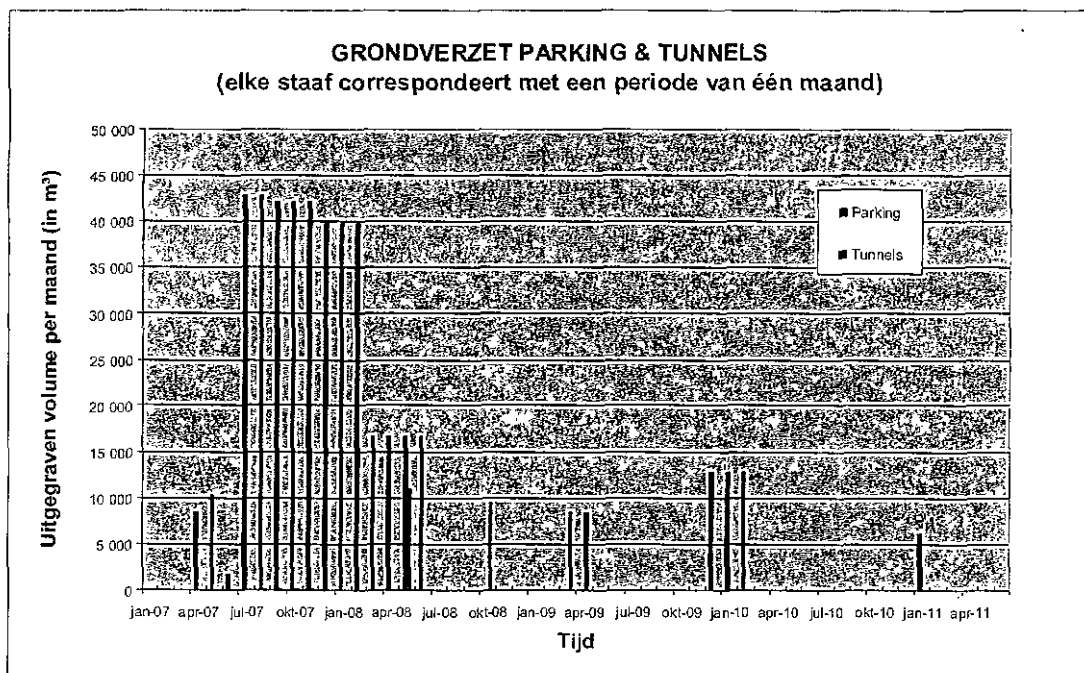 GRONDVERZET PARKING & TUNNELS
(elke staaf correspondeert met een periode van één maand)
Uitgegraven volume per maand (in m³)
50 000
45 000
40 000
35 000
30 000
25 000
20 000
15 000
10 000
5 000
0
Parking
Tunnels
jan-07 apr-07 jul-07 okt-07 jan-08 apr-08 jul-08 okt-08 jan-09 apr-09 jul-09 okt-09 jan-10 apr-10 jul-10 okt-10 jan-11 apr-11
Tijd